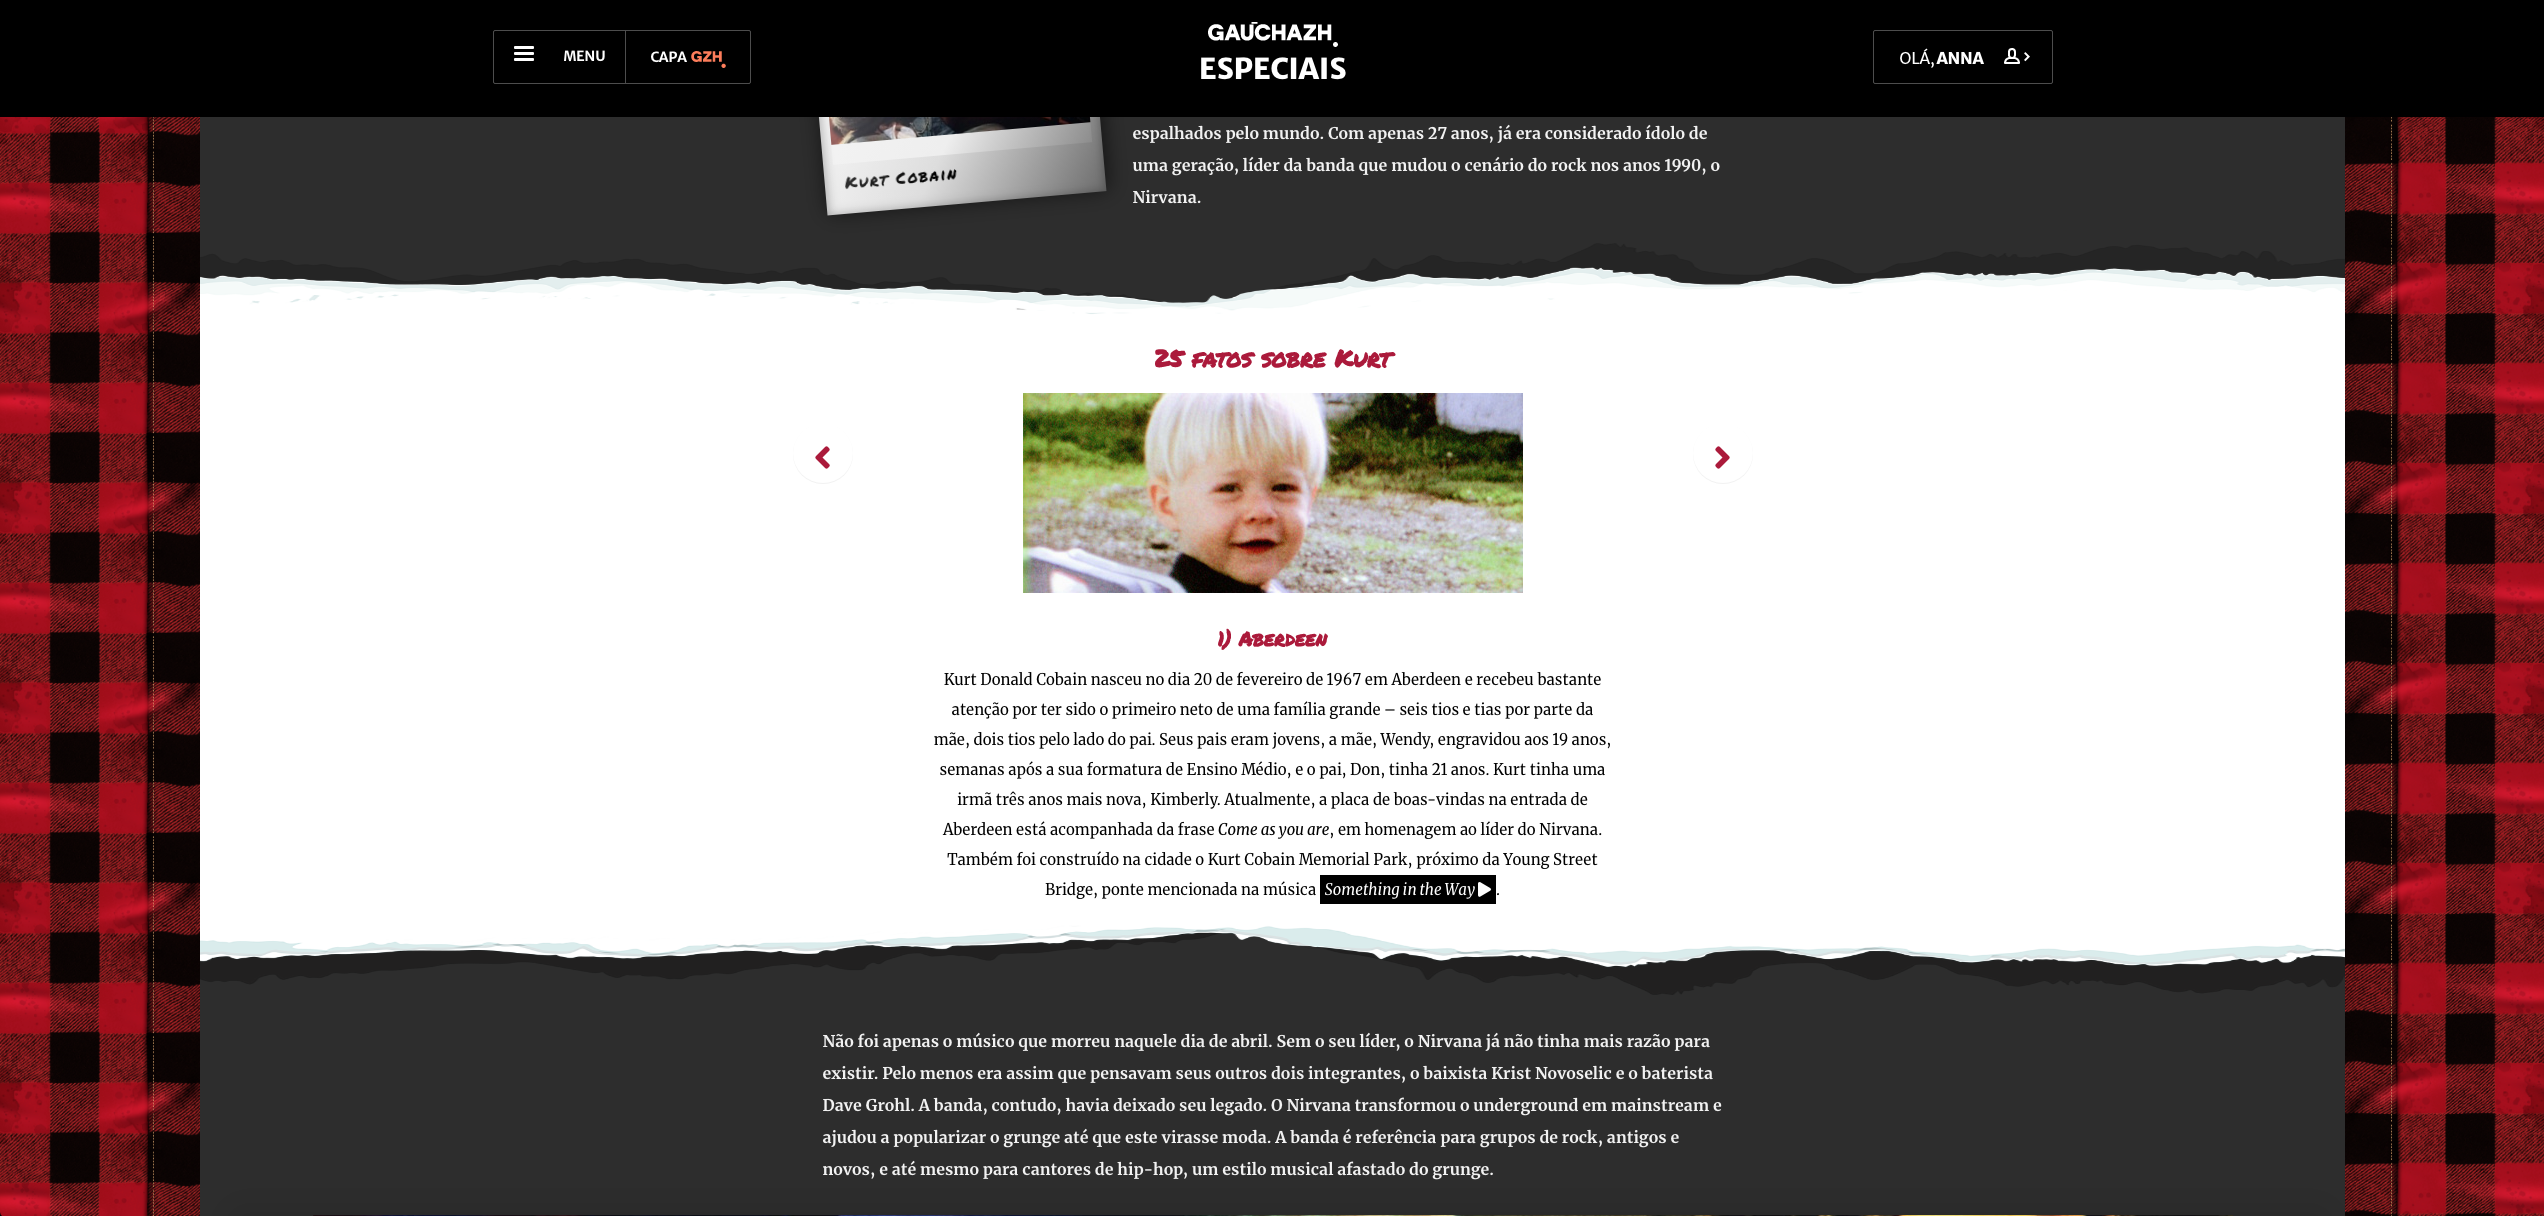 MENU
CAPA GZH.
GAÚCHAZH.
ESPECIAIS
OLÁ, ANNA
Kurt Cobain
espalhados pelo mundo. Com apenas 27 anos, já era considerado ídolo de
uma geração, líder da banda que mudou o cenário do rock nos anos 1990, o
Nirvana.
25 fatos sobre Kurt
1) Aberdeen
Kurt Donald Cobain nasceu no dia 20 de fevereiro de 1967 em Aberdeen e recebeu bastante
atenção por ter sido o primeiro neto de uma família grande – seis tios e tias por parte da
mãe, dois tios pelo lado do pai. Seus pais eram jovens, a mãe, Wendy, engravidou aos 19 anos,
semanas após a sua formatura de Ensino Médio, e o pai, Don, tinha 21 anos. Kurt tinha uma
irmã três anos mais nova, Kimberly. Atualmente, a placa de boas-vindas na entrada de
Aberdeen está acompanhada da frase Come as you are, em homenagem ao líder do Nirvana.
Também foi construído na cidade o Kurt Cobain Memorial Park, próximo da Young Street
Bridge, ponte mencionada na música Something in the Way.
Não foi apenas o músico que morreu naquele dia de abril. Sem o seu líder, o Nirvana já não tinha mais razão para
existir. Pelo menos era assim que pensavam seus outros dois integrantes, o baixista Krist Novoselic e o baterista
Dave Grohl. A banda, contudo, havia deixado seu legado. O Nirvana transformou o underground em mainstream e
ajudou a popularizar o grunge até que este virasse moda. A banda é referência para grupos de rock, antigos e
novos, e até mesmo para cantores de hip-hop, um estilo musical afastado do grunge.